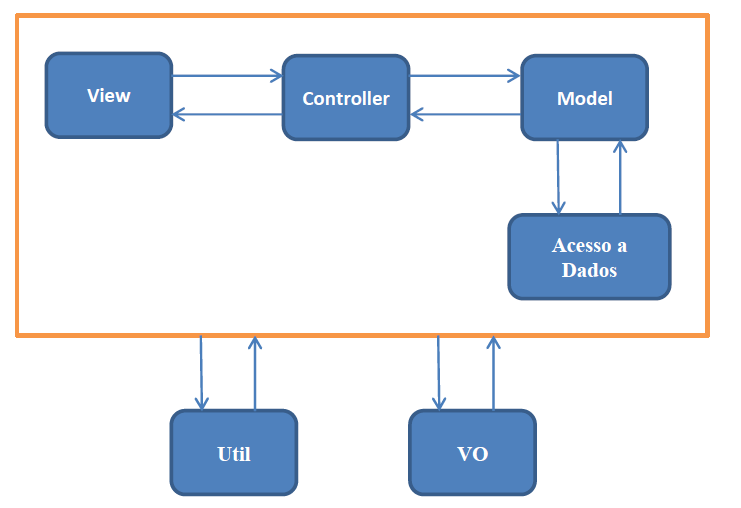 View
Controller
Model
Acesso a
Dados
Util
VO